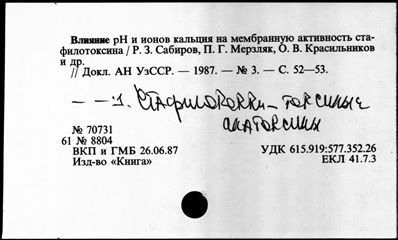 Влияние рН и ионов кальция на мембранную активность ста-
филотоксина / Р. З. Сабиров, П. Г. Мерзляк, О. В. Красильников
и др.
// Докл. АН УзССР. — 1987. — № 3. — С. 52—53.
— — 1. Стафилококки — токсины и
анатоксины
№ 70731
61 № 8804
ВКП и ГМБ 26.06.87
Изд-во «Книга»
УДК 615.919:577.352.26
ЕКЛ 41.7.3